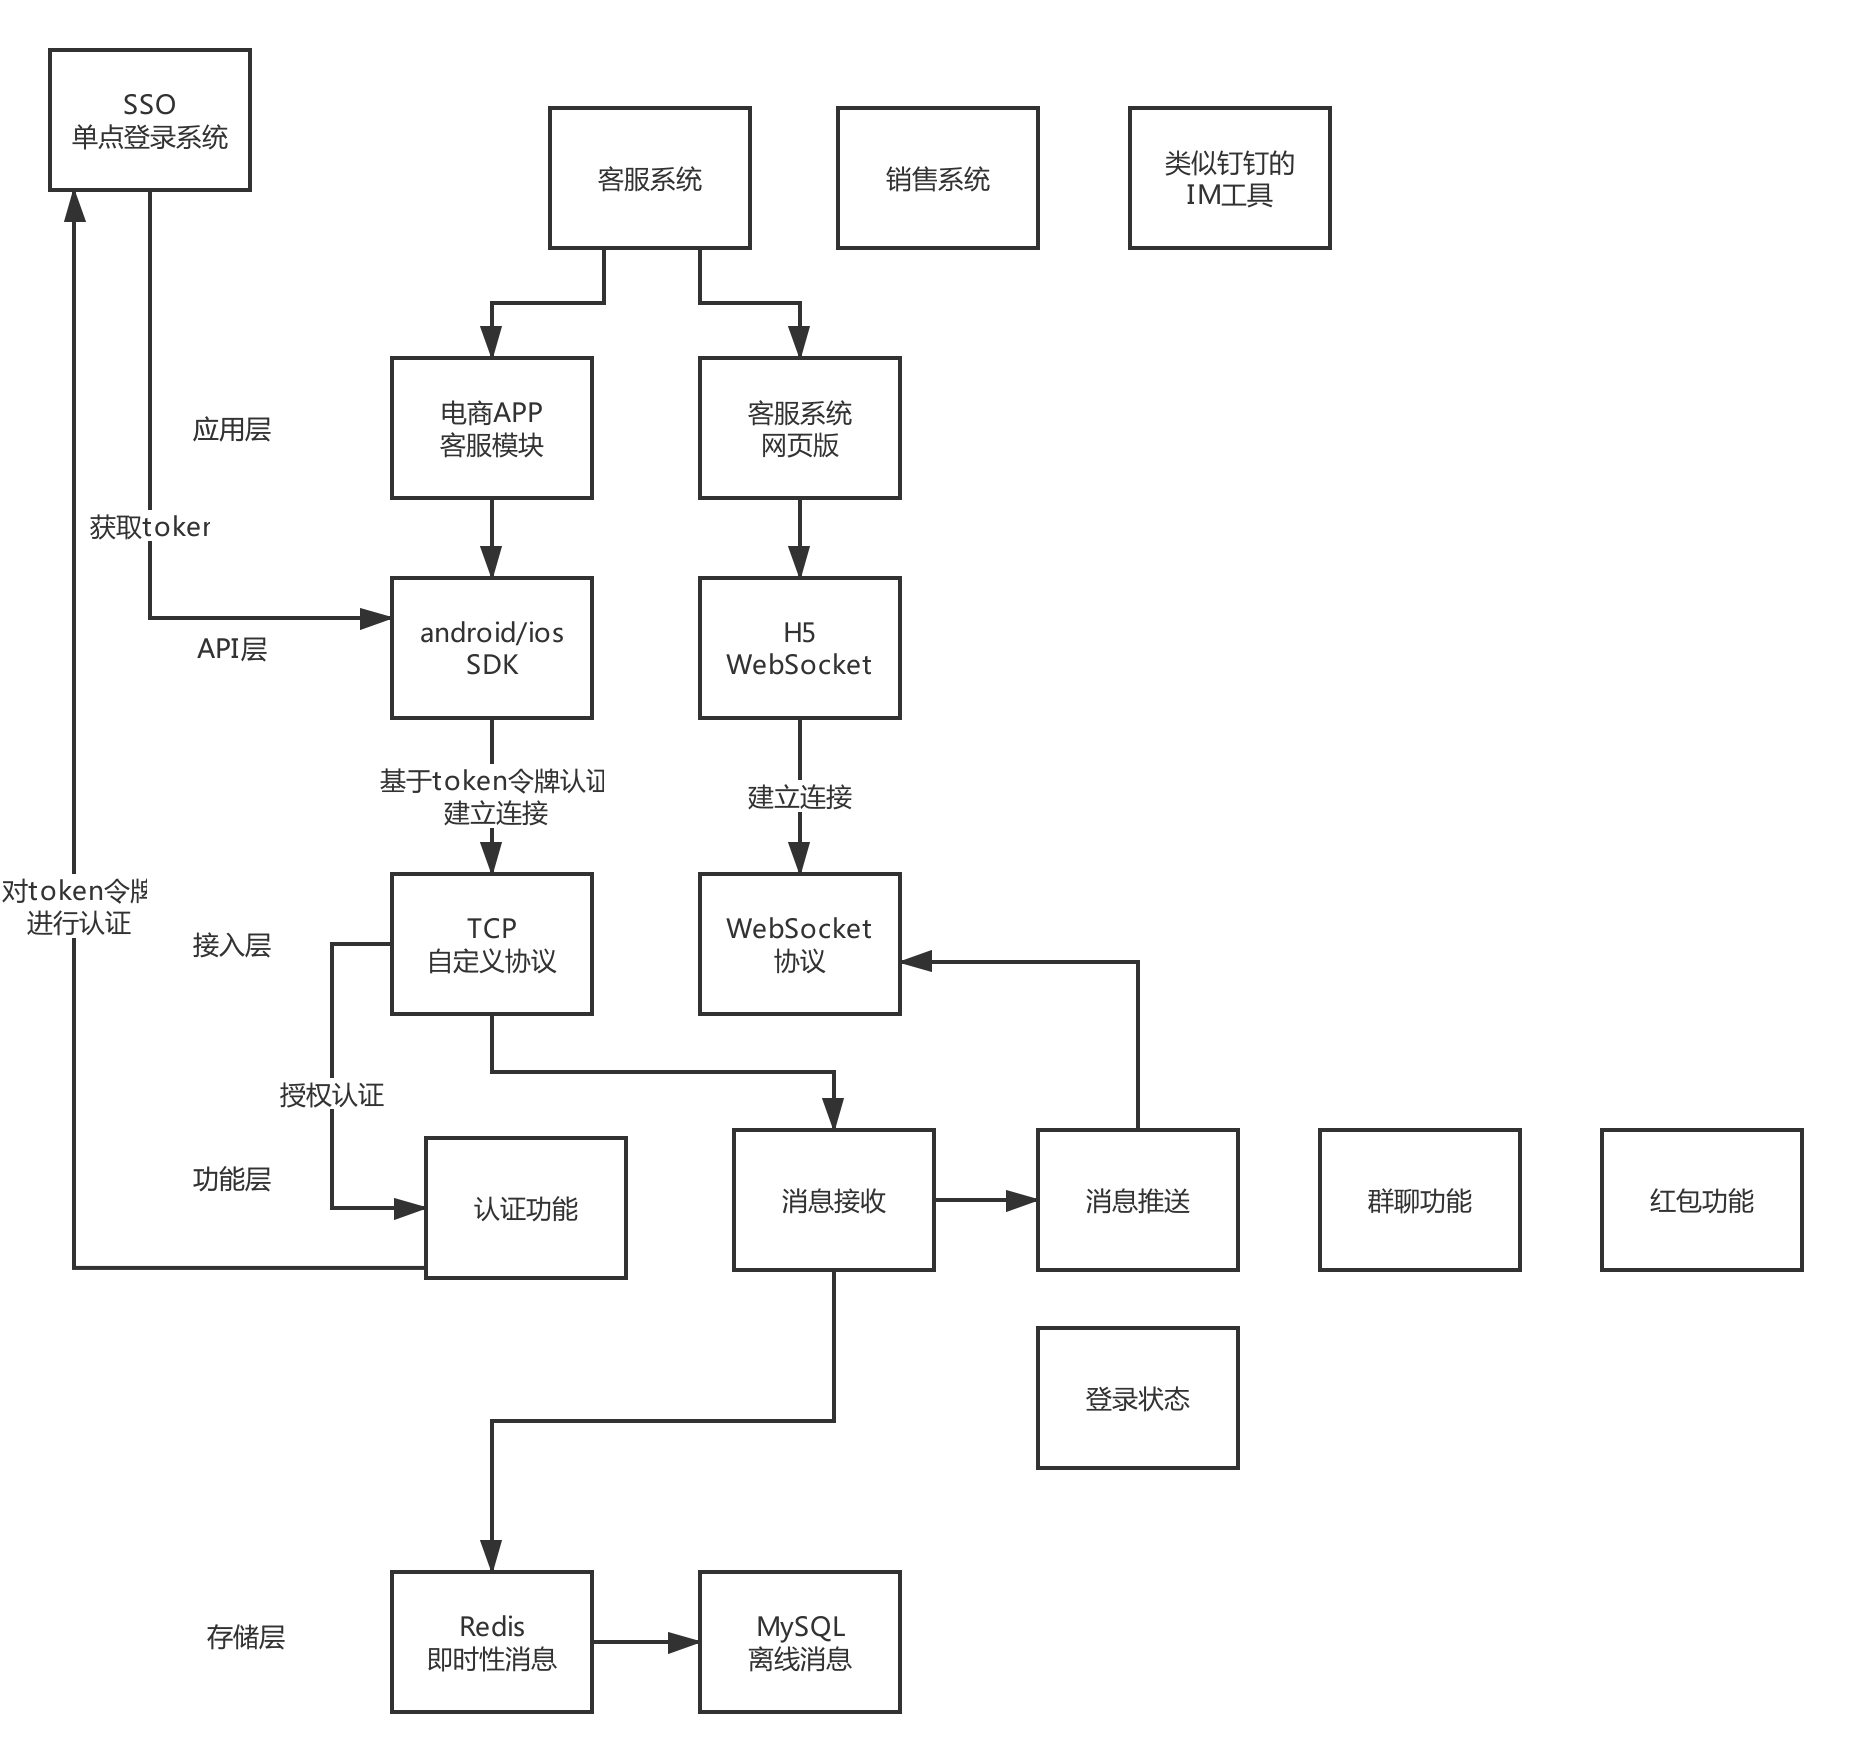 SSO
单点登录系统
客服系统
销售系统
类似钉钉的
IM工具
应用层
电商APP
客服模块
客服系统
网页版
获取token
API层
android/ios
SDK
H5
WebSocket
基于token令牌认证
建立连接
建立连接
对token令牌
进行认证
接入层
TCP
自定义协议
WebSocket
协议
授权认证
功能层
认证功能
消息接收
消息推送
群聊功能
红包功能
登录状态
存储层
Redis
即时性消息
MySQL
离线消息